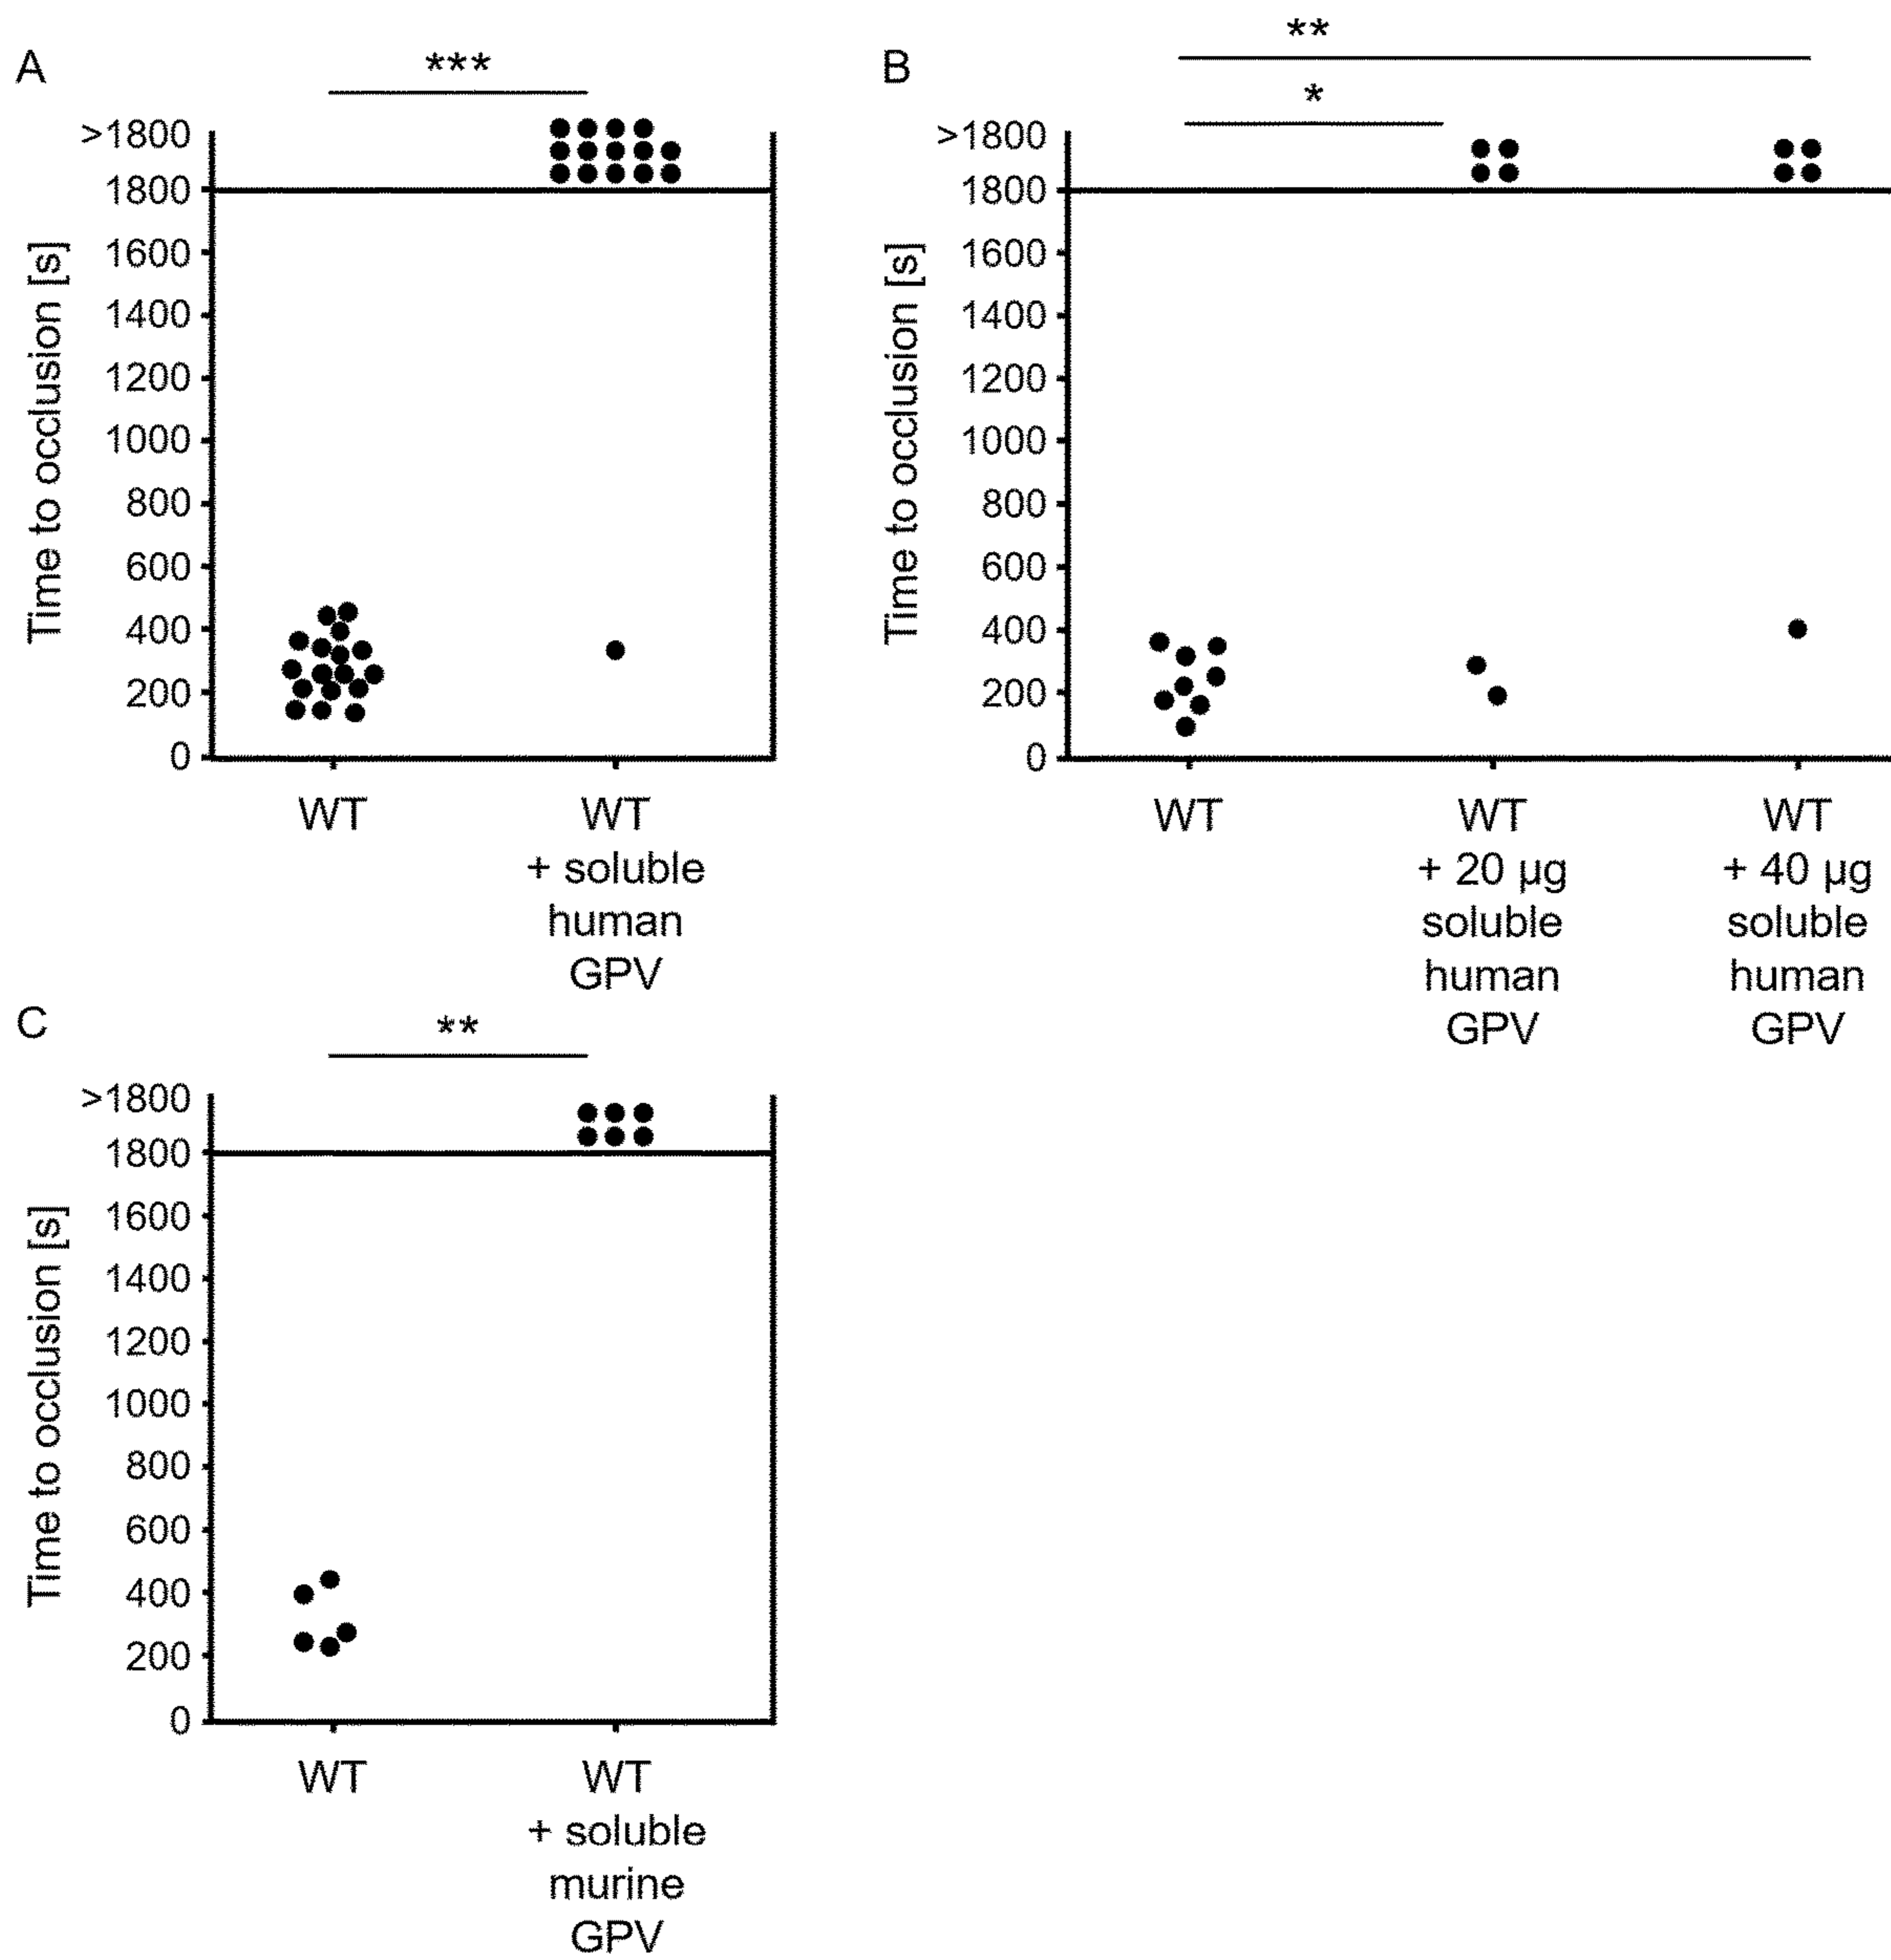 A
***
>1800
1800
1600
1400
1200
1000
800
600
400
200
0
Time to occlusion [s]
WT
WT
+ soluble
human
GPV
B
**
*
>1800
1800
1600
1400
1200
1000
800
600
400
200
0
Time to occlusion [s]
WT
WT
+ 20 µg
soluble
human
GPV
WT
+ 40 µg
soluble
human
GPV
C
**
>1800
1800
1600
1400
1200
1000
800
600
400
200
0
Time to occlusion [s]
WT
WT
+ soluble
murine
GPV